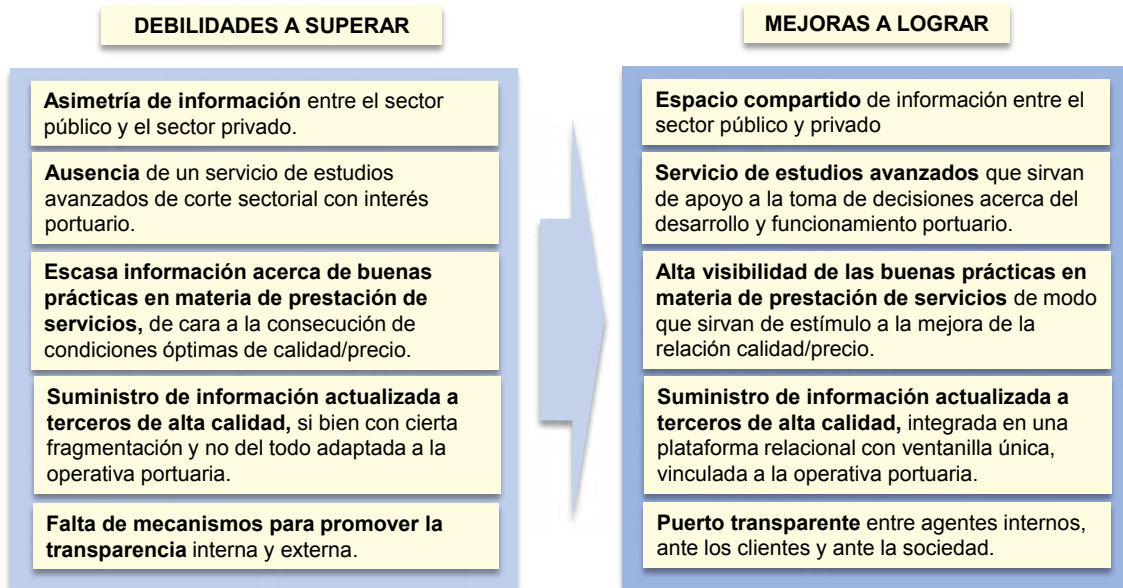 DEBILIDADES A SUPERAR
Asimetría de información entre el sector
público y el sector privado.
Ausencia de un servicio de estudios
avanzados de corte sectorial con interés
portuario.
Escasa información acerca de buenas
prácticas en materia de prestación de
servicios, de cara a la consecución de
condiciones óptimas de calidad/precio.
Suministro de información actualizada a
terceros de alta calidad, si bien con cierta
fragmentación y no del todo adaptada a la
operativa portuaria.
Falta de mecanismos para promover la
transparencia interna y externa.
MEJORAS A LOGRAR
Espacio compartido de información entre el
sector público y privado
Servicio de estudios avanzados que sirvan
de apoyo a la toma de decisiones acerca del
desarrollo y funcionamiento portuario.
Alta visibilidad de las buenas prácticas en
materia de prestación de servicios de modo
que sirvan de estímulo a la mejora de la
relación calidad/precio.
Suministro de información actualizada a
terceros de alta calidad, integrada en una
plataforma relacional con ventanilla única,
vinculada a la operativa portuaria.
Puerto transparente entre agentes internos,
ante los clientes y ante la sociedad.